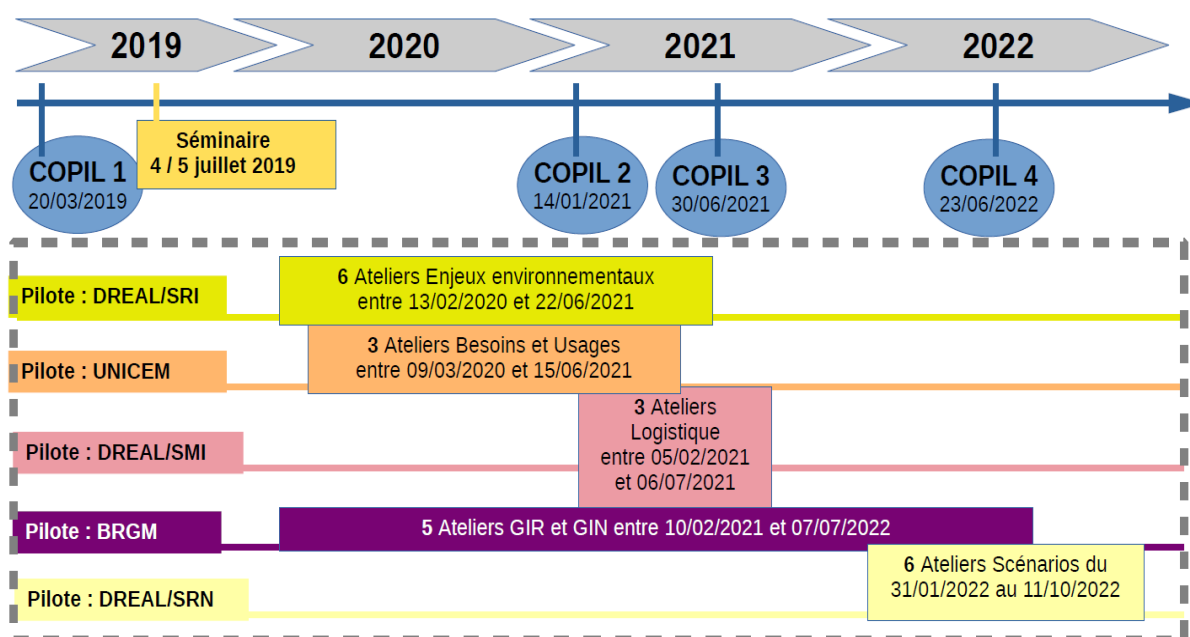 2019
2020
2021
2022
Séminaire
4 / 5 juillet 2019
COPIL 1
20/03/2019
COPIL 2
14/01/2021
COPIL 3
30/06/2021
COPIL 4
23/06/2022
Pilote : DREAL/SRI
6 Ateliers Enjeux environnementaux
entre 13/02/2020 et 22/06/2021
Pilote : UNICEM
3 Ateliers Besoins et Usages
entre 09/03/2020 et 15/06/2021
Pilote : DREAL/SMI
3 Ateliers
Logistique
entre 05/02/2021
et 06/07/2021
Pilote : BRGM
5 Ateliers GIR et GIN entre 10/02/2021 et 07/07/2022
Pilote : DREAL/SRN
6 Ateliers Scénarios du
31/01/2022 au 11/10/2022